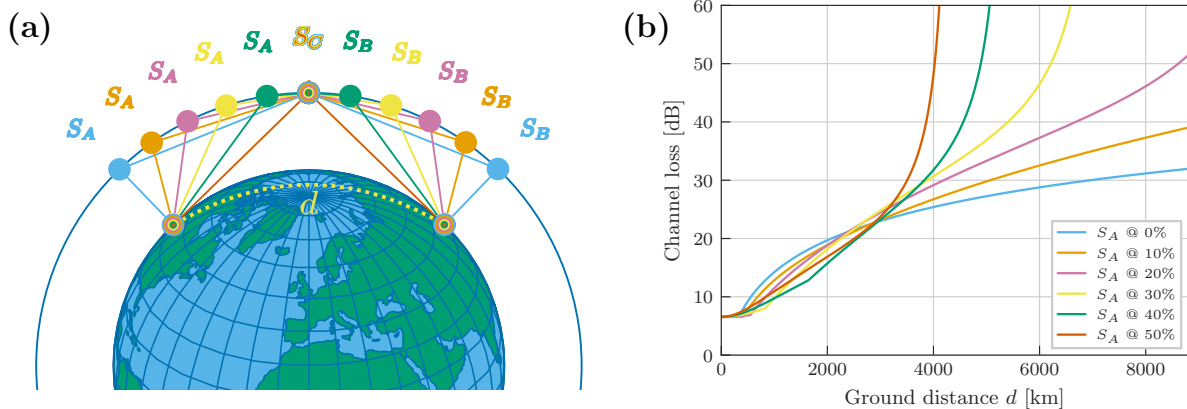 (a)
S_A S_A S_A S_A S_C S_B S_B S_B S_B
d
(b)
Channel loss [dB]
60
50
40
30
20
10
0
0 2000 4000 6000 8000
Ground distance d [km]
S_A @ 0%
S_A @ 10%
S_A @ 20%
S_A @ 30%
S_A @ 40%
S_A @ 50%